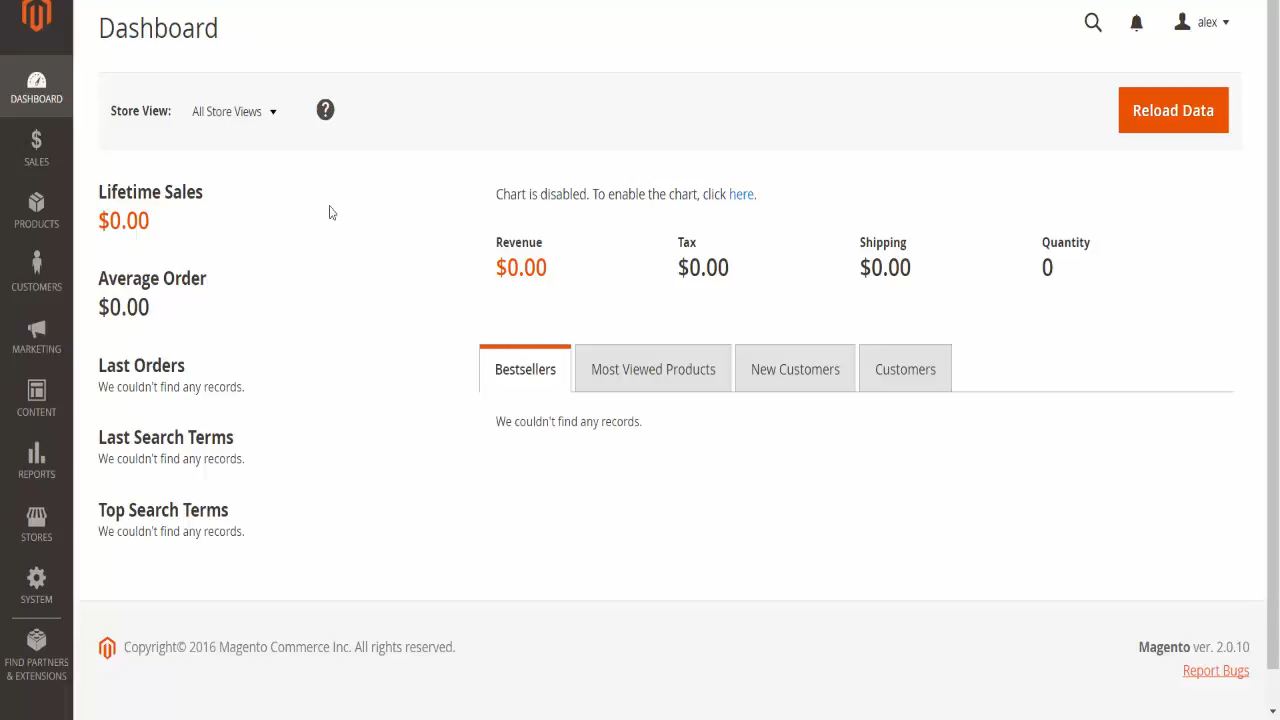 Dashboard
alex
DASHBOARD
SALES
PRODUCTS
CUSTOMERS
MARKETING
CONTENT
REPORTS
STORES
SYSTEM
FIND PARTNERS
& EXTENSIONS
Store View: All Store Views ?
Reload Data
Lifetime Sales
$0.00
Average Order
$0.00
Last Orders
We couldn't find any records.
Last Search Terms
We couldn't find any records.
Top Search Terms
We couldn't find any records.
Chart is disabled. To enable the chart, click here.
Revenue Tax Shipping Quantity
$0.00 $0.00 $0.00 0
Bestsellers Most Viewed Products New Customers Customers
We couldn't find any records.
Copyright© 2016 Magento Commerce Inc. All rights reserved.
Magento ver. 2.0.10
Report Bugs